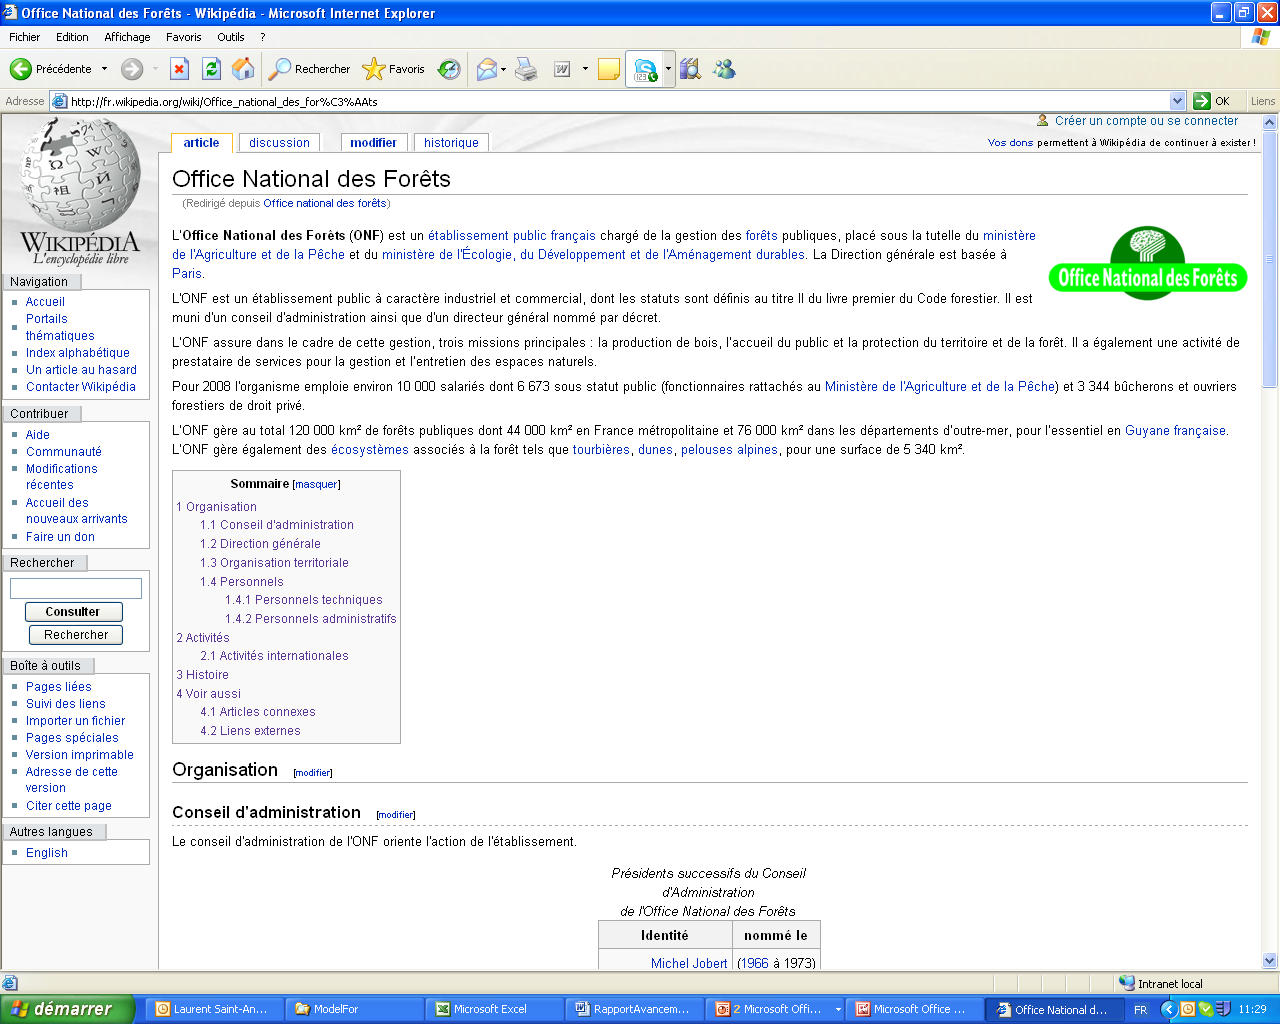 Office National des Forêts - Wikipédia - Microsoft Internet Explorer
Fichier Edition Affichage Favoris Outils ?
Précédente Rechercher Favoris
Adresse http://fr.wikipedia.org/wiki/Office_national_des_for%C3%AAts OK Liens
Créer un compte ou se connecter
article discussion modifier historique
Vos dons permettent à Wikipédia de continuer à exister !
WIKIPÉDIA
L'encyclopédie libre
Navigation
Accueil
Portails
thématiques
Index alphabétique
Un article au hasard
Contacter Wikipédia
Contribuer
Aide
Communauté
Modifications
récentes
Accueil des
nouveaux arrivants
Faire un don
Rechercher
Consulter
Rechercher
Boîte à outils
Pages liées
Suivi des liens
Importer un fichier
Pages spéciales
Version imprimable
Adresse de cette
version
Citer cette page
Autres langues
English
Office National des Forêts
(Redirigé depuis Office national des forêts)
L'Office National des Forêts (ONF) est un établissement public français chargé de la gestion des forêts publiques, placé sous la tutelle du ministère
de l'Agriculture et de la Pêche et du ministère de l'Écologie, du Développement et de l'Aménagement durables. La Direction générale est basée à
Paris.
Office National des Forêts
L'ONF est un établissement public à caractère industriel et commercial, dont les statuts sont définis au titre II du livre premier du Code forestier. Il est
muni d'un conseil d'administration ainsi que d'un directeur général nommé par décret.
L'ONF assure dans le cadre de cette gestion, trois missions principales : la production de bois, l'accueil du public et la protection du territoire et de la forêt. Il a également une activité de
prestataire de services pour la gestion et l'entretien des espaces naturels.
Pour 2008 l'organisme emploie environ 10 000 salariés dont 6 673 sous statut public (fonctionnaires rattachés au Ministère de l'Agriculture et de la Pêche) et 3 344 bûcherons et ouvriers
forestiers de droit privé.
L'ONF gère au total 120 000 km² de forêts publiques dont 44 000 km² en France métropolitaine et 76 000 km² dans les départements d'outre-mer, pour l'essentiel en Guyane française.
L'ONF gère également des écosystèmes associés à la forêt tels que tourbières, dunes, pelouses alpines, pour une surface de 5 340 km².
Sommaire [masquer]
1 Organisation
1.1 Conseil d'administration
1.2 Direction générale
1.3 Organisation territoriale
1.4 Personnels
1.4.1 Personnels techniques
1.4.2 Personnels administratifs
2 Activités
2.1 Activités internationales
3 Histoire
4 Voir aussi
4.1 Articles connexes
4.2 Liens externes
Organisation [modifier]
Conseil d'administration [modifier]
Le conseil d'administration de l'ONF oriente l'action de l'établissement.
Présidents successifs du Conseil
d'Administration
de l'Office National des Forêts
Identité nommé le
Michel Jobert (1966 à 1973)
Intranet local
démarrer Laurent Saint-An... ModelFor Microsoft Excel RapportAvancem... 2 Microsoft Offi... Microsoft Office ... Office National d... FR 11:29